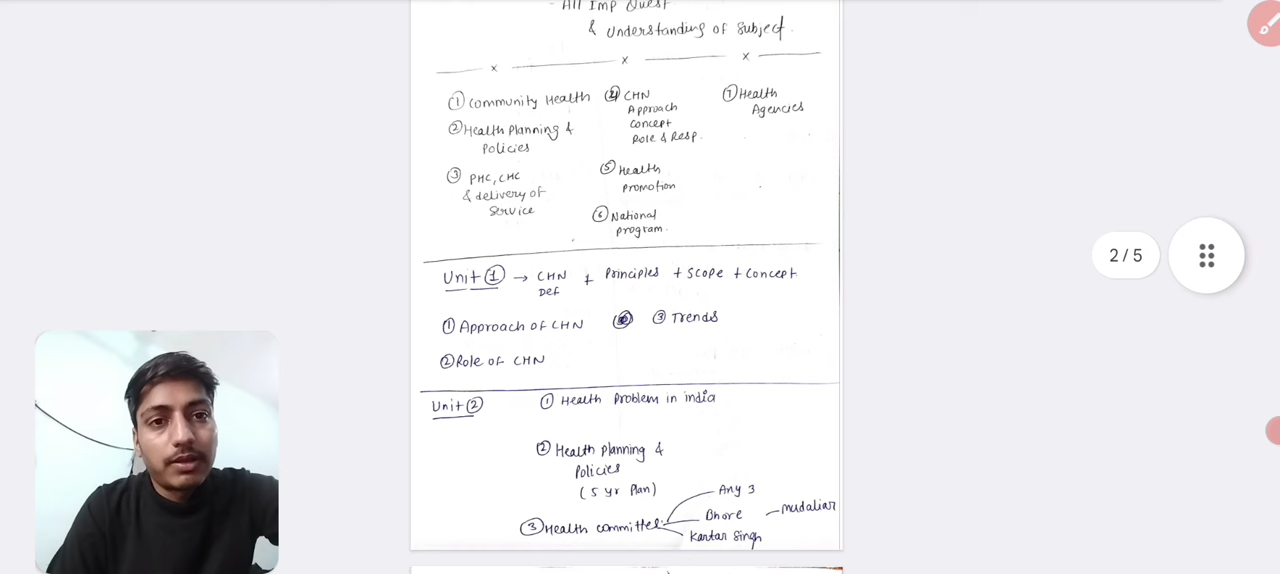 - All Imp Quest.
& Understanding of Subject.
① Community Health
② Health Planning &
Policies
③ PHC, CHC
& delivery of
Service
④ CHN
Approach
Concept
Role & Resp.
⑤ Health
Promotion
⑥ National
program.
⑦ Health
Agencies
Unit ① → CHN + Principles + Scope + Concept
Def
① Approach of CHN ③ Trends
② Role of CHN
Unit ② ① Health Problem in india
② Health planning &
Policies
(5 yr Plan)
③ Health committee
Any 3
Bhore - mudaliar
Kartar Singh
2 / 5